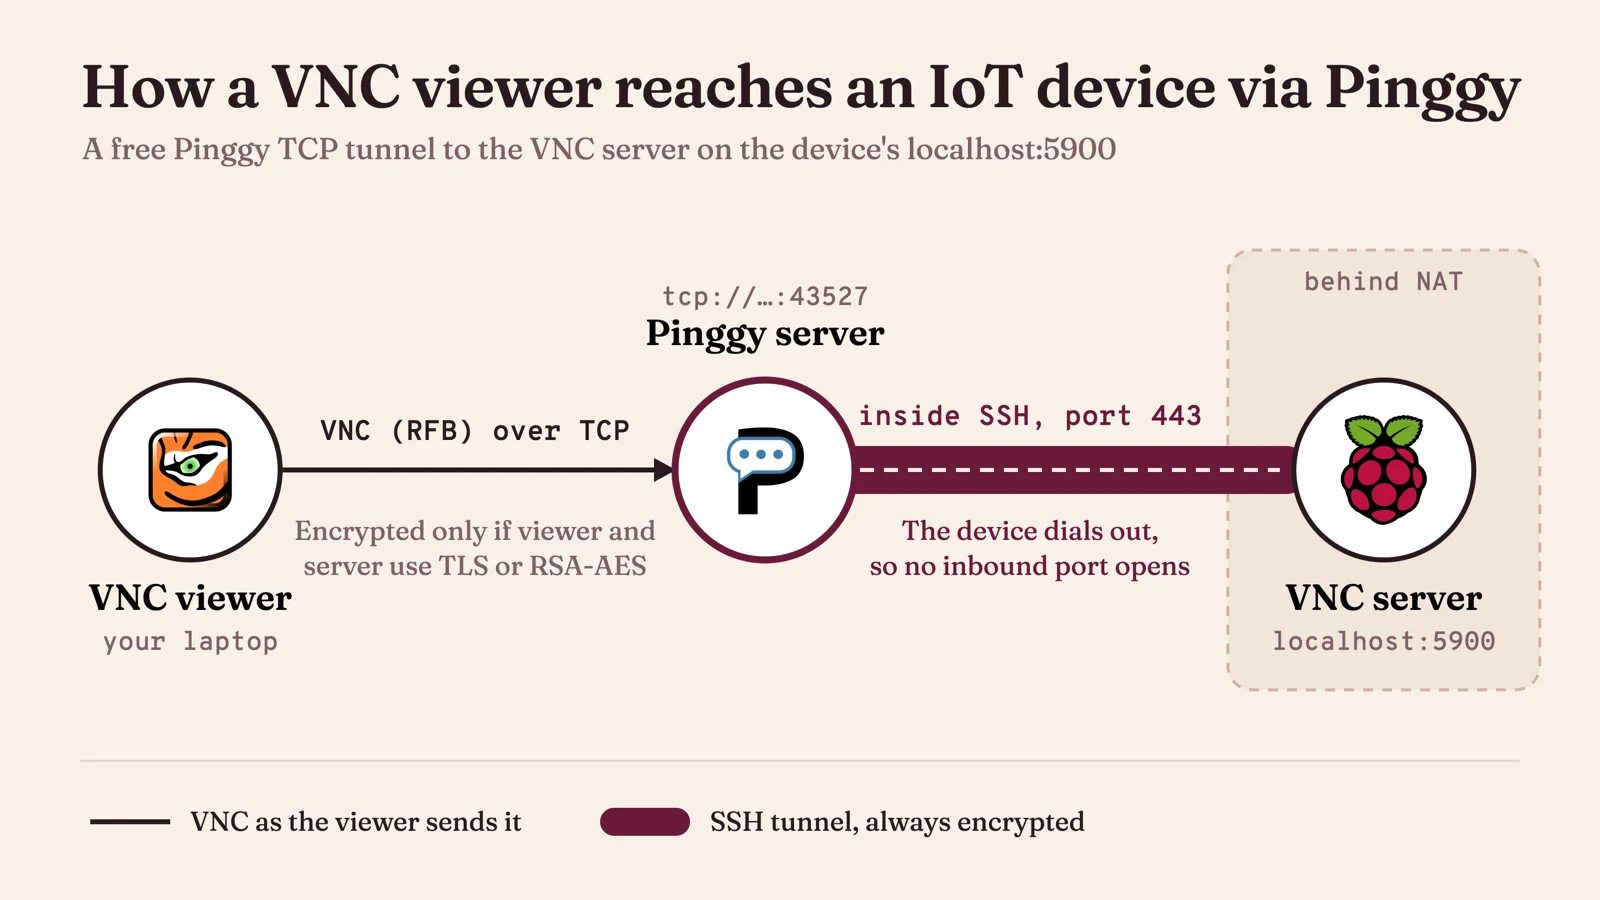 How a VNC viewer reaches an IoT device via Pinggy
A free Pinggy TCP tunnel to the VNC server on the device's localhost:5900
behind NAT
tcp://…:43527
Pinggy server
VNC (RFB) over TCP
inside SSH, port 443
Encrypted only if viewer and
server use TLS or RSA-AES
The device dials out,
so no inbound port opens
VNC viewer
your laptop
VNC server
localhost:5900
VNC as the viewer sends it
SSH tunnel, always encrypted